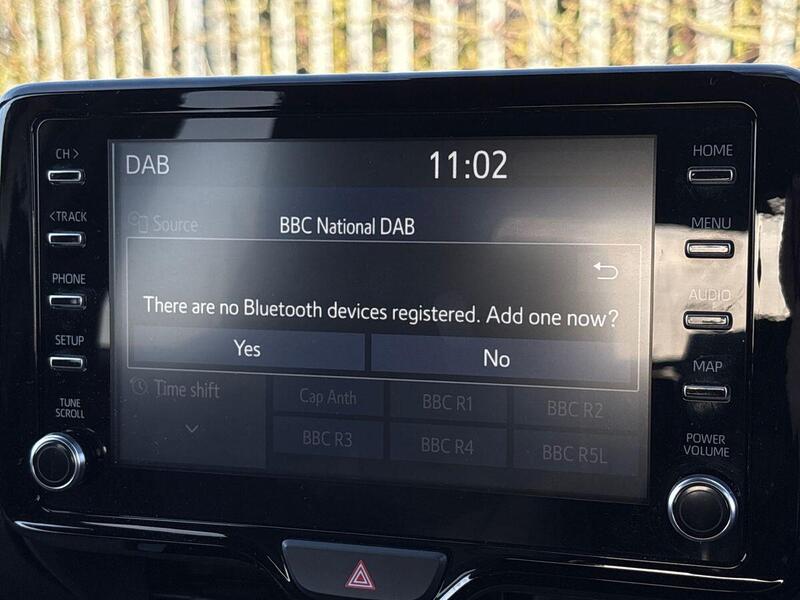 CH >
<TRACK
PHONE
SETUP
TUNE
SCROLL
DAB
11:02
Source
BBC National DAB
There are no Bluetooth devices registered. Add one now?
Yes
No
Time shift
Cap Anth
BBC R1
BBC R2
BBC R3
BBC R4
BBC R5L
HOME
MENU
AUDIO
MAP
POWER
VOLUME